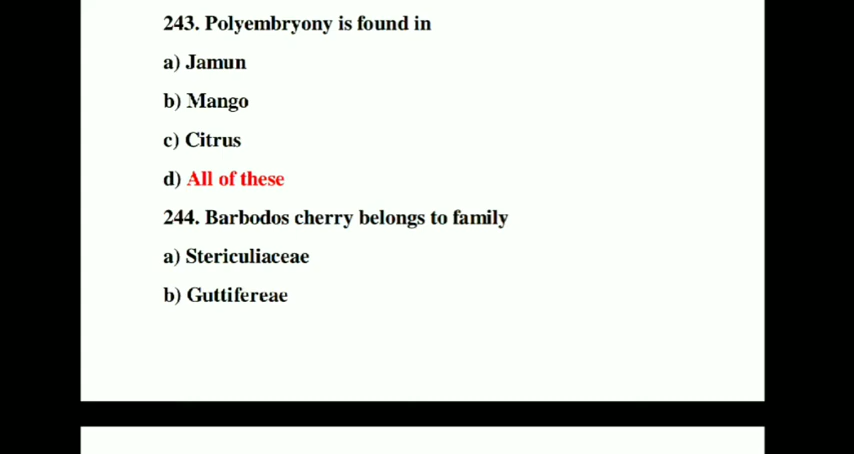 243. Polyembryony is found in
a) Jamun
b) Mango
c) Citrus
d) All of these
244. Barbodos cherry belongs to family
a) Stericuliaceae
b) Guttifereae